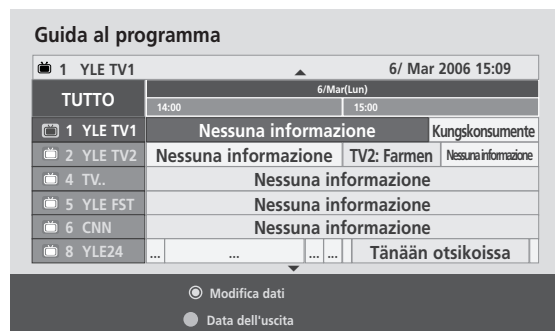 Guida al programma
1 YLE TV1 6/ Mar 2006 15:09
TUTTO
6/Mar(Lun)
14:00 15:00
1 YLE TV1 Nessuna informazione Kungskonsumente
2 YLE TV2 Nessuna informazione TV2: Farmen Nessuna informazione
4 TV.. Nessuna informazione
5 YLE FST Nessuna informazione
6 CNN Nessuna informazione
8 YLE24 ... ... ... ... Tänään otsikoissa
Modifica dati
Data dell'uscita